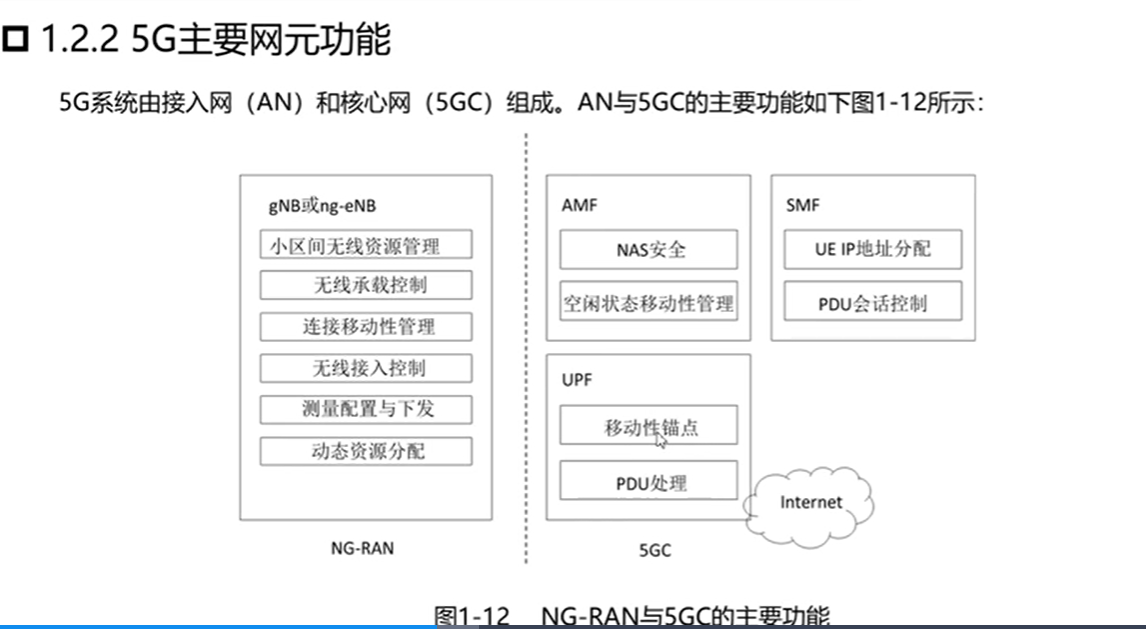 1.2.2 5G主要网元功能
5G系统由接入网（AN）和核心网（5GC）组成。AN与5GC的主要功能如下图1-12所示：
gNB或ng-eNB
小区间无线资源管理
无线承载控制
连接移动性管理
无线接入控制
测量配置与下发
动态资源分配
NG-RAN
AMF
NAS安全
空闲状态移动性管理
SMF
UE IP地址分配
PDU会话控制
UPF
移动性锚点
PDU处理
Internet
5GC
图1-12 NG-RAN与5GC的主要功能